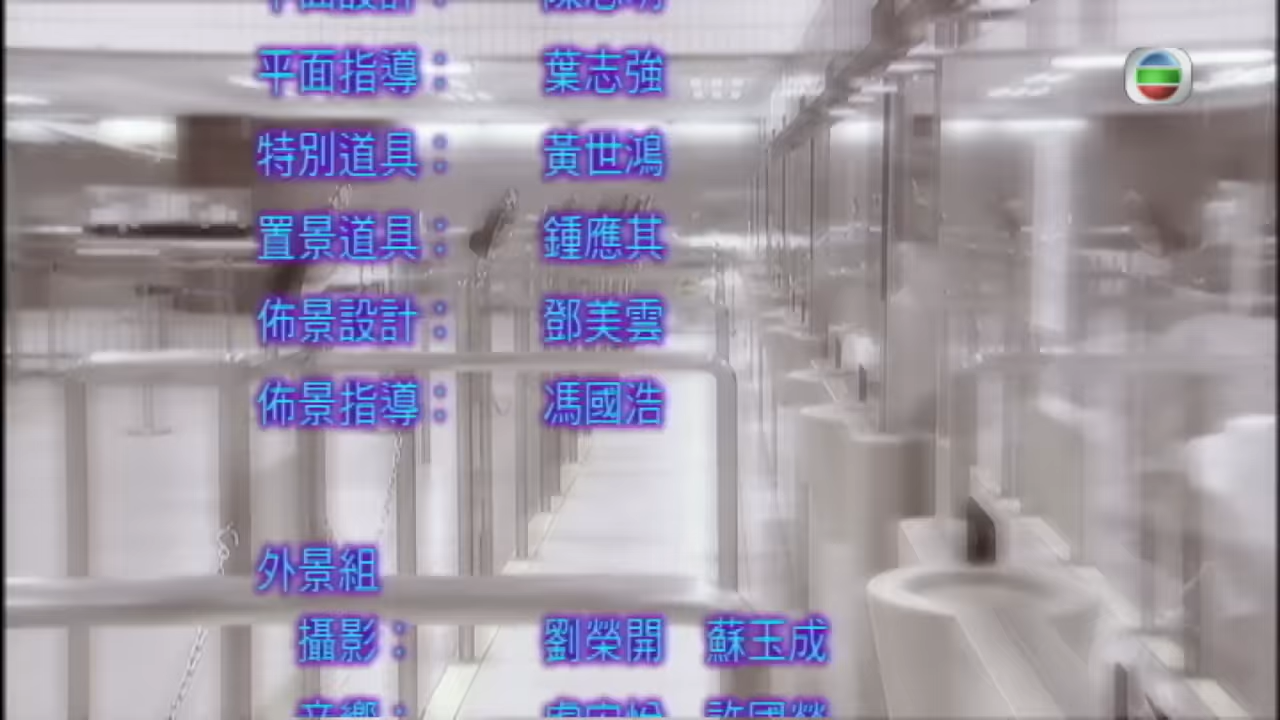 平面指導： 葉志強
特別道具： 黃世鴻
置景道具： 鍾應其
佈景設計： 鄧美雲
佈景指導： 馮國浩
外景組
攝影： 劉榮開 蘇玉成